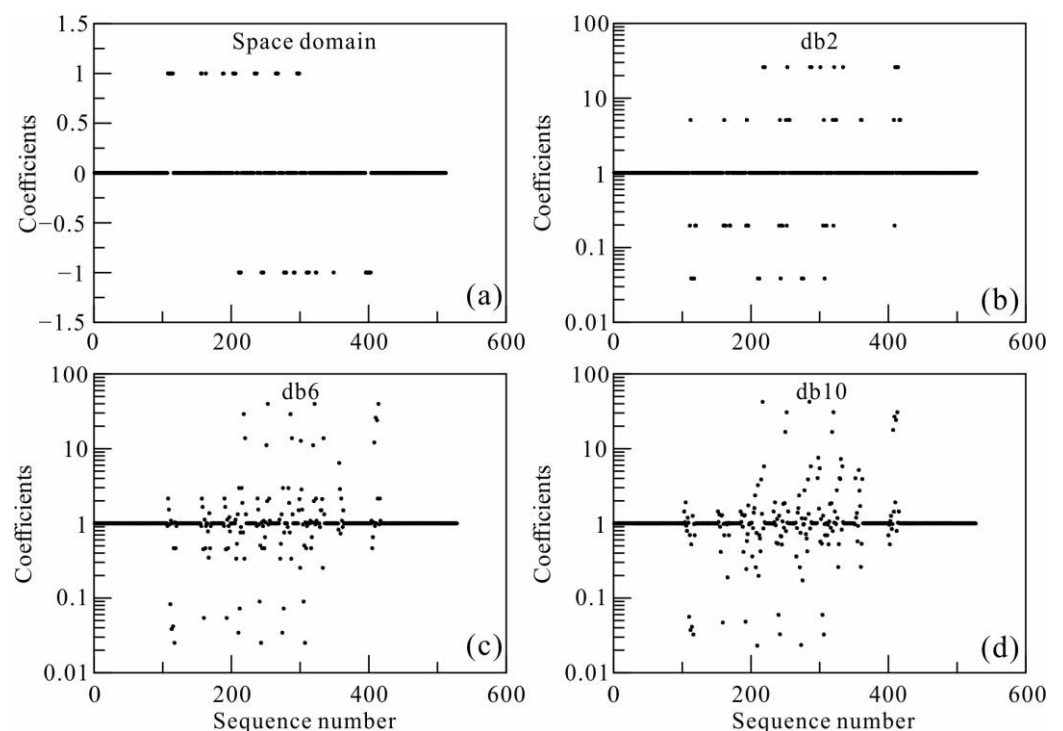 Space domain
Coefficients
1.5
1
0.5
0
−0.5
−1
−1.5
0 200 400 600
(a)
db2
Coefficients
100
10
1
0.1
0.01
0 200 400 600
(b)
db6
Coefficients
100
10
1
0.1
0.01
0 200 400 600
Sequence number
(c)
db10
Coefficients
100
10
1
0.1
0.01
0 200 400 600
Sequence number
(d)